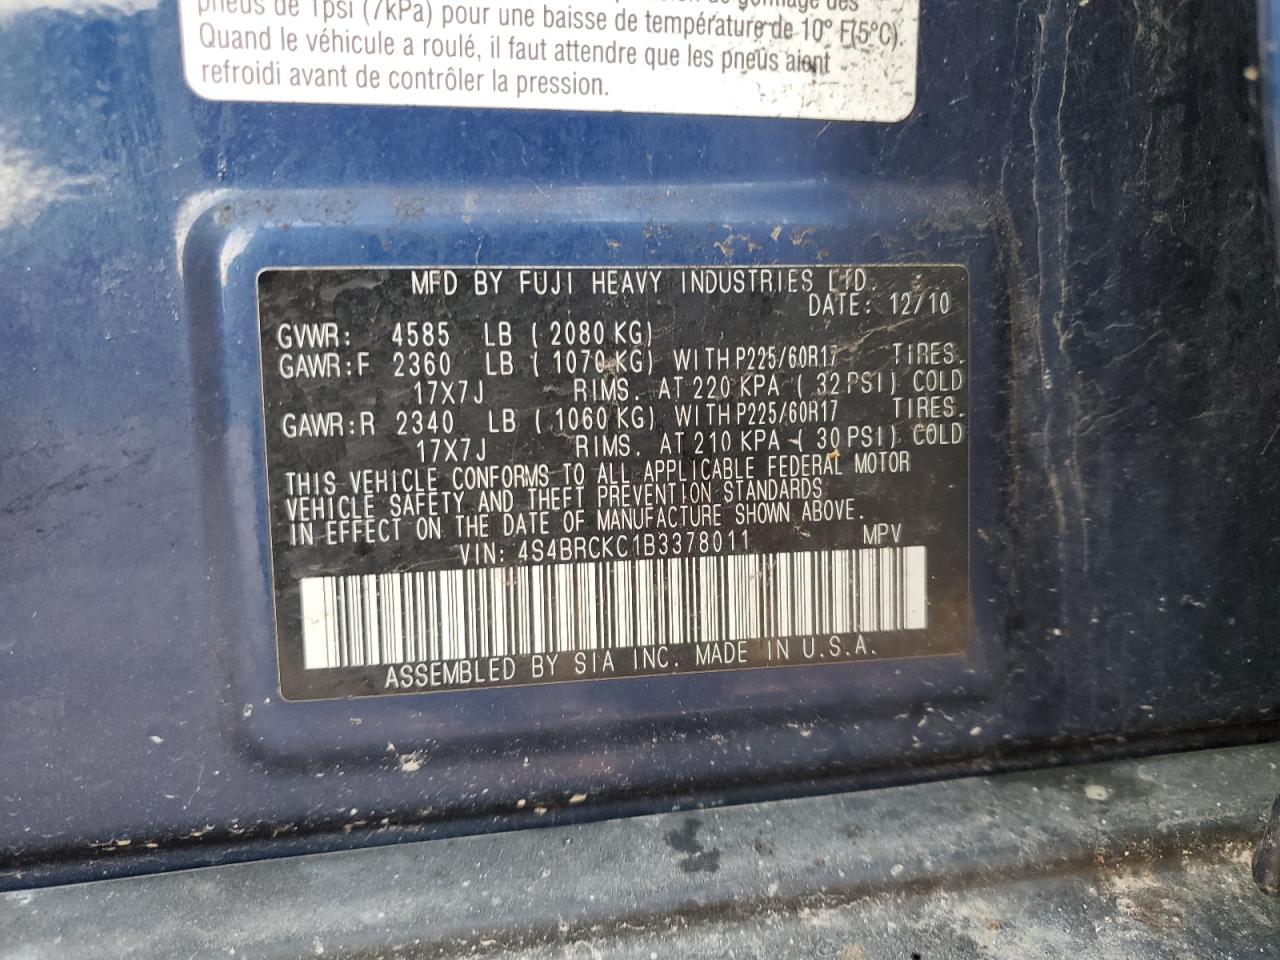 pneus de 1psi (7kPa) pour une baisse de température de 10° F(5°C).
Quand le véhicule a roulé, il faut attendre que les pneus aient
refroidi avant de contrôler la pression.
MFD BY FUJI HEAVY INDUSTRIES LTD.
DATE: 12/10
GVWR: 4585 LB ( 2080 KG)
GAWR:F 2360 LB ( 1070 KG) WITH P225/60R17 TIRES.
17X7J RIMS. AT 220 KPA ( 32 PSI) COLD
GAWR:R 2340 LB ( 1060 KG) WITH P225/60R17 TIRES.
17X7J RIMS. AT 210 KPA ( 30 PSI) COLD
THIS VEHICLE CONFORMS TO ALL APPLICABLE FEDERAL MOTOR
VEHICLE SAFETY AND THEFT PREVENTION STANDARDS
IN EFFECT ON THE DATE OF MANUFACTURE SHOWN ABOVE.
VIN: 4S4BRCKC1B3378011 MPV
ASSEMBLED BY SIA INC. MADE IN U.S.A.